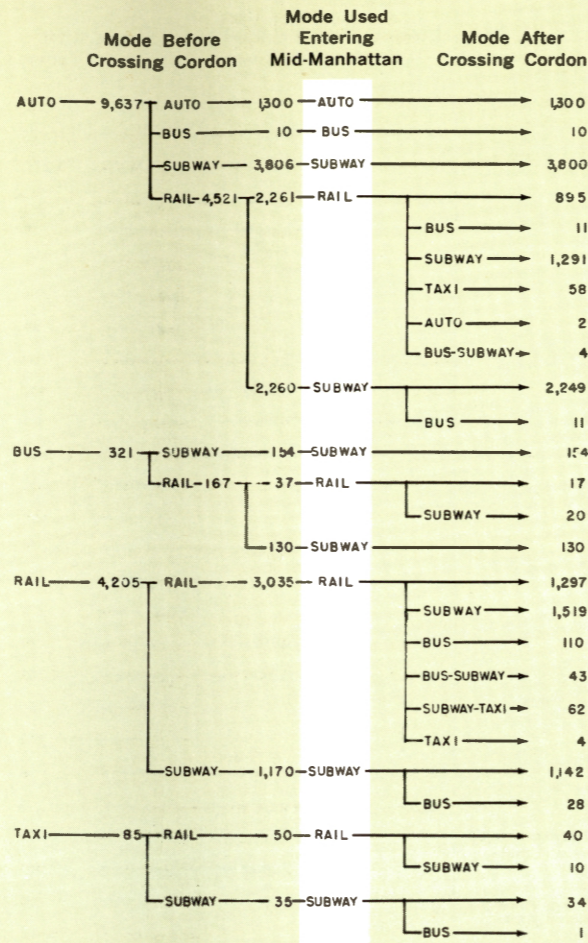 Mode Before Crossing Cordon
Mode Used Entering Mid-Manhattan
Mode After Crossing Cordon
AUTO 9,637 AUTO 1,300 AUTO 1,300
BUS 10 BUS 10
SUBWAY 3,806 SUBWAY 3,800
RAIL 4,521 2,261 RAIL 895
BUS 11
SUBWAY 1,291
TAXI 58
AUTO 2
BUS-SUBWAY 4
2,260 SUBWAY 2,249
BUS 11
BUS 321 SUBWAY 154 SUBWAY 154
RAIL 167 37 RAIL 17
SUBWAY 20
130 SUBWAY 130
RAIL 4,205 RAIL 3,035 RAIL 1,297
SUBWAY 1,519
BUS 110
BUS-SUBWAY 43
SUBWAY-TAXI 62
TAXI 4
SUBWAY 1,170 SUBWAY 1,142
BUS 28
TAXI 85 RAIL 50 RAIL 40
SUBWAY 10
SUBWAY 35 SUBWAY 34
BUS 1